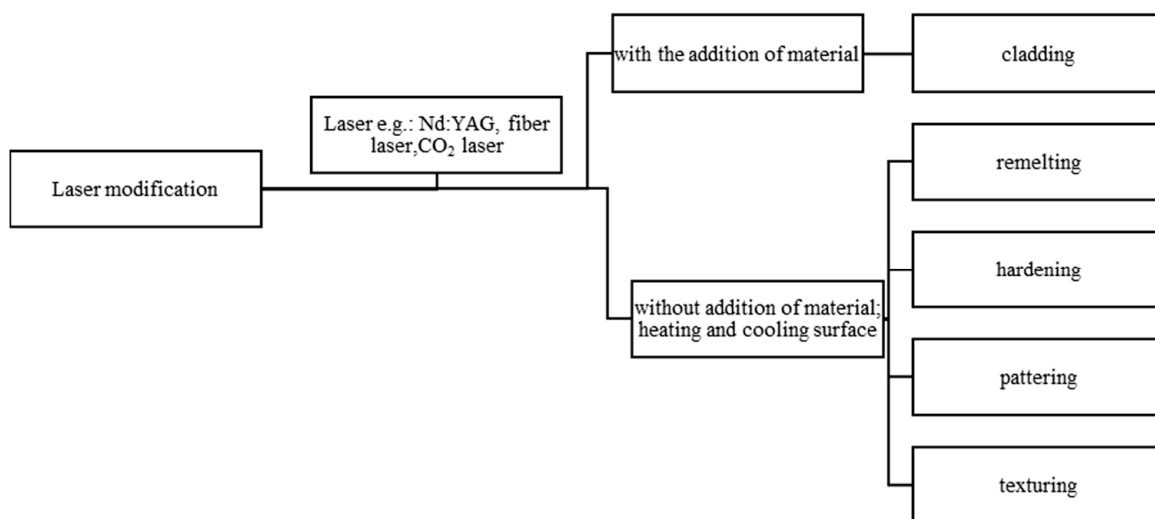 with the addition of material
cladding
Laser e.g.: Nd:YAG, fiber
laser,CO₂ laser
Laser modification
remelting
hardening
without addition of material;
heating and cooling surface
pattering
texturing